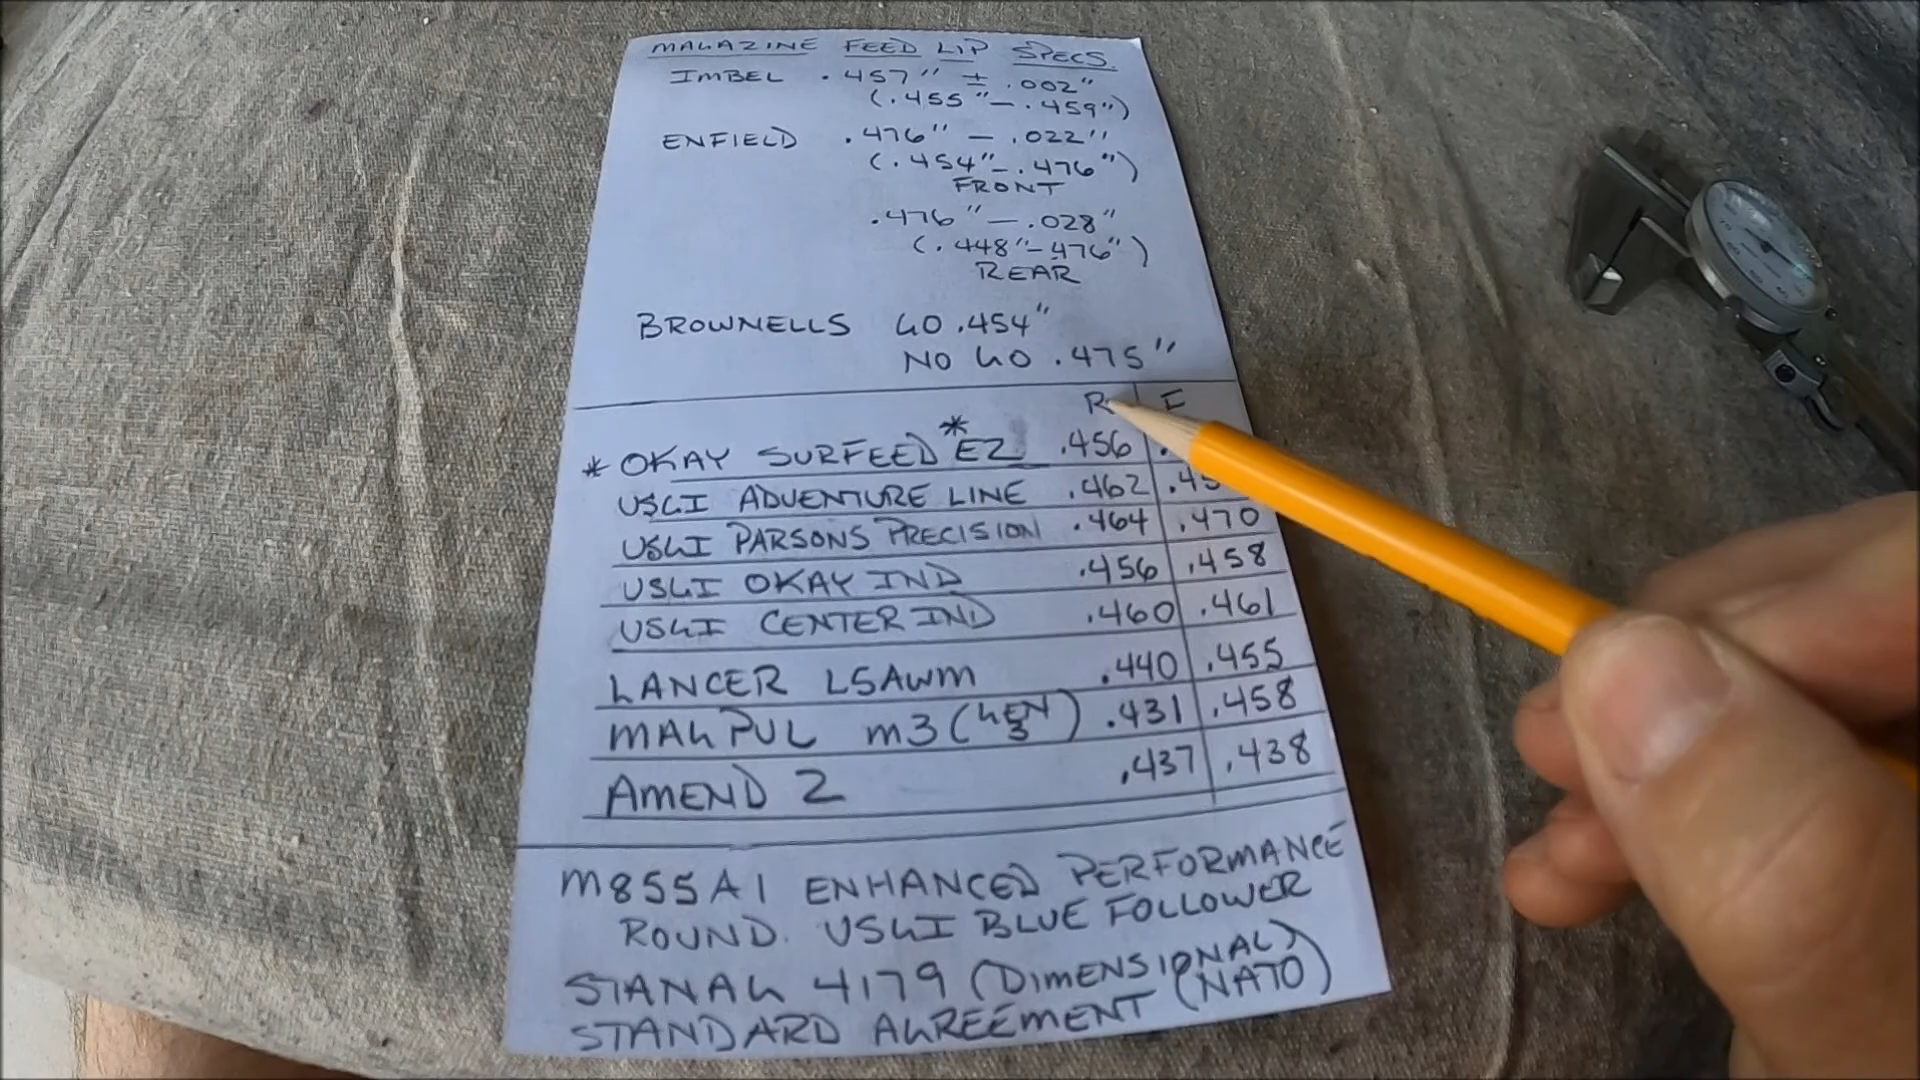 MAGAZINE FEED LIP SPECS.
IMBEL .457" ± .002"
(.455"-.459")
ENFIELD .476" - .022"
(.454"-.476")
FRONT
.476" - .028"
(.448"-476")
REAR
BROWNELLS GO .454"
NO GO .475"
R F
* OKAY SURFEED * EZ .456
USGI ADVENTURE LINE .462
USGI PARSONS PRECISION .464 .470
USGI OKAY IND .456 .458
USGI CENTER IND .460 .461
LANCER L5AWM .440 .455
MAGPUL M3 (GEN 3) .431 .458
AMEND 2 .437 .438
M855A1 ENHANCED PERFORMANCE
ROUND. USGI BLUE FOLLOWER
STANAG 4179 (DIMENSIONAL)
STANDARD AGREEMENT (NATO)